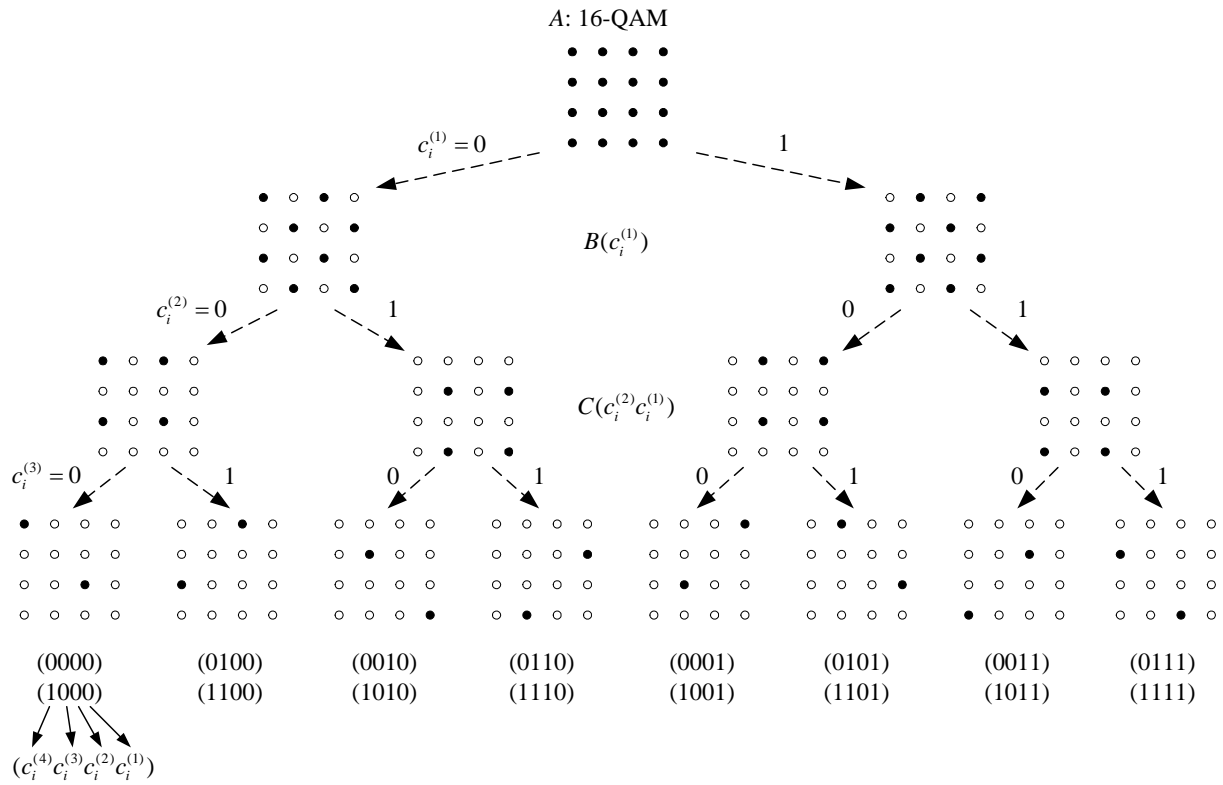 A: 16-QAM
c_i^{(1)} = 0
1
B(c_i^{(1)})
c_i^{(2)} = 0
1
0
1
C(c_i^{(2)}c_i^{(1)})
c_i^{(3)} = 0
1
0
1
0
1
0
1
(0000) (0100) (0010) (0110) (0001) (0101) (0011) (0111)
(1000) (1100) (1010) (1110) (1001) (1101) (1011) (1111)
(c_i^{(4)}c_i^{(3)}c_i^{(2)}c_i^{(1)})